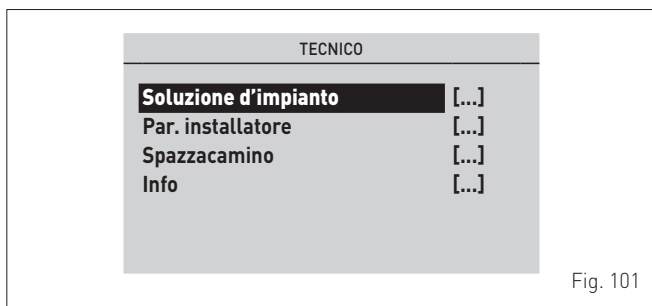 TECNICO
Soluzione d'impianto [...]
Par. installatore [...]
Spazzacamino [...]
Info [...]
Fig. 101